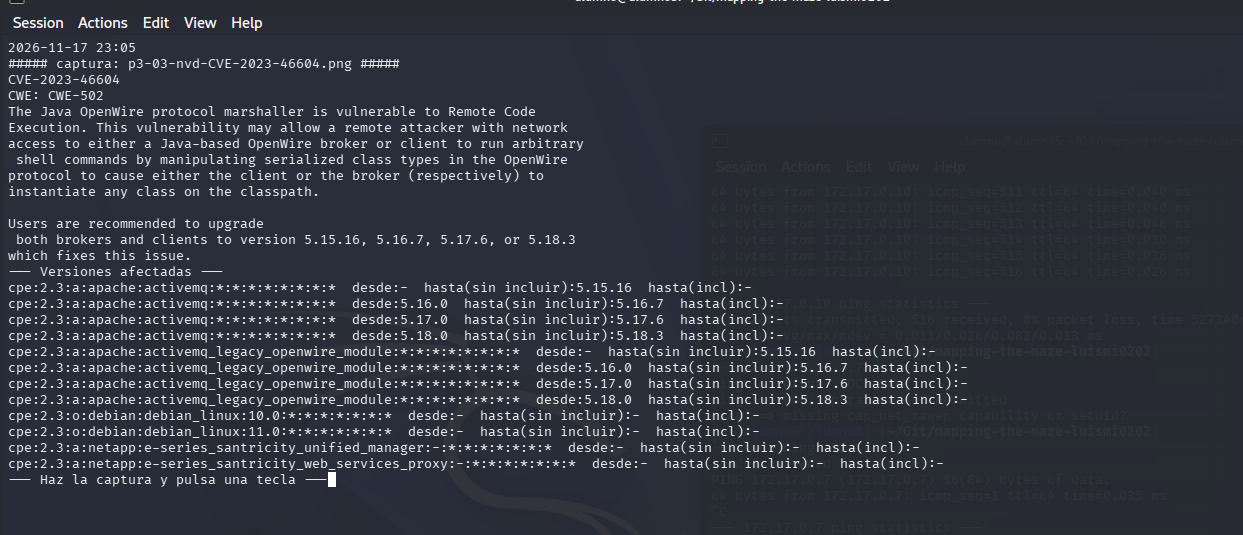 Session Actions Edit View Help
2026-11-17 23:05
##### captura: p3-03-nvd-CVE-2023-46604.png #####
CVE-2023-46604
CWE: CWE-502
The Java OpenWire protocol marshaller is vulnerable to Remote Code
Execution. This vulnerability may allow a remote attacker with network
access to either a Java-based OpenWire broker or client to run arbitrary
 shell commands by manipulating serialized class types in the OpenWire
protocol to cause either the client or the broker (respectively) to
instantiate any class on the classpath.

Users are recommended to upgrade
 both brokers and clients to version 5.15.16, 5.16.7, 5.17.6, or 5.18.3
which fixes this issue.
--- Versiones afectadas ---
cpe:2.3:a:apache:activemq:*:*:*:*:*:*:*:* desde:- hasta(sin incluir):5.15.16 hasta(incl):-
cpe:2.3:a:apache:activemq:*:*:*:*:*:*:*:* desde:5.16.0 hasta(sin incluir):5.16.7 hasta(incl):-
cpe:2.3:a:apache:activemq:*:*:*:*:*:*:*:* desde:5.17.0 hasta(sin incluir):5.17.6 hasta(incl):-
cpe:2.3:a:apache:activemq:*:*:*:*:*:*:*:* desde:5.18.0 hasta(sin incluir):5.18.3 hasta(incl):-
cpe:2.3:a:apache:activemq_legacy_openwire_module:*:*:*:*:*:*:*:* desde:- hasta(sin incluir):5.15.16 hasta(incl):-
cpe:2.3:a:apache:activemq_legacy_openwire_module:*:*:*:*:*:*:*:* desde:5.16.0 hasta(sin incluir):5.16.7 hasta(incl):-
cpe:2.3:a:apache:activemq_legacy_openwire_module:*:*:*:*:*:*:*:* desde:5.17.0 hasta(sin incluir):5.17.6 hasta(incl):-
cpe:2.3:a:apache:activemq_legacy_openwire_module:*:*:*:*:*:*:*:* desde:5.18.0 hasta(sin incluir):5.18.3 hasta(incl):-
cpe:2.3:o:debian:debian_linux:10.0:*:*:*:*:*:*:* desde:- hasta(sin incluir):- hasta(incl):-
cpe:2.3:o:debian:debian_linux:11.0:*:*:*:*:*:*:* desde:- hasta(sin incluir):- hasta(incl):-
cpe:2.3:a:netapp:e-series_santricity_unified_manager:-:*:*:*:*:*:*:* desde:- hasta(sin incluir):- hasta(incl):-
cpe:2.3:a:netapp:e-series_santricity_web_services_proxy:-:*:*:*:*:*:*:* desde:- hasta(sin incluir):- hasta(incl):-
--- Haz la captura y pulsa una tecla ---
Session Actions Edit View Help